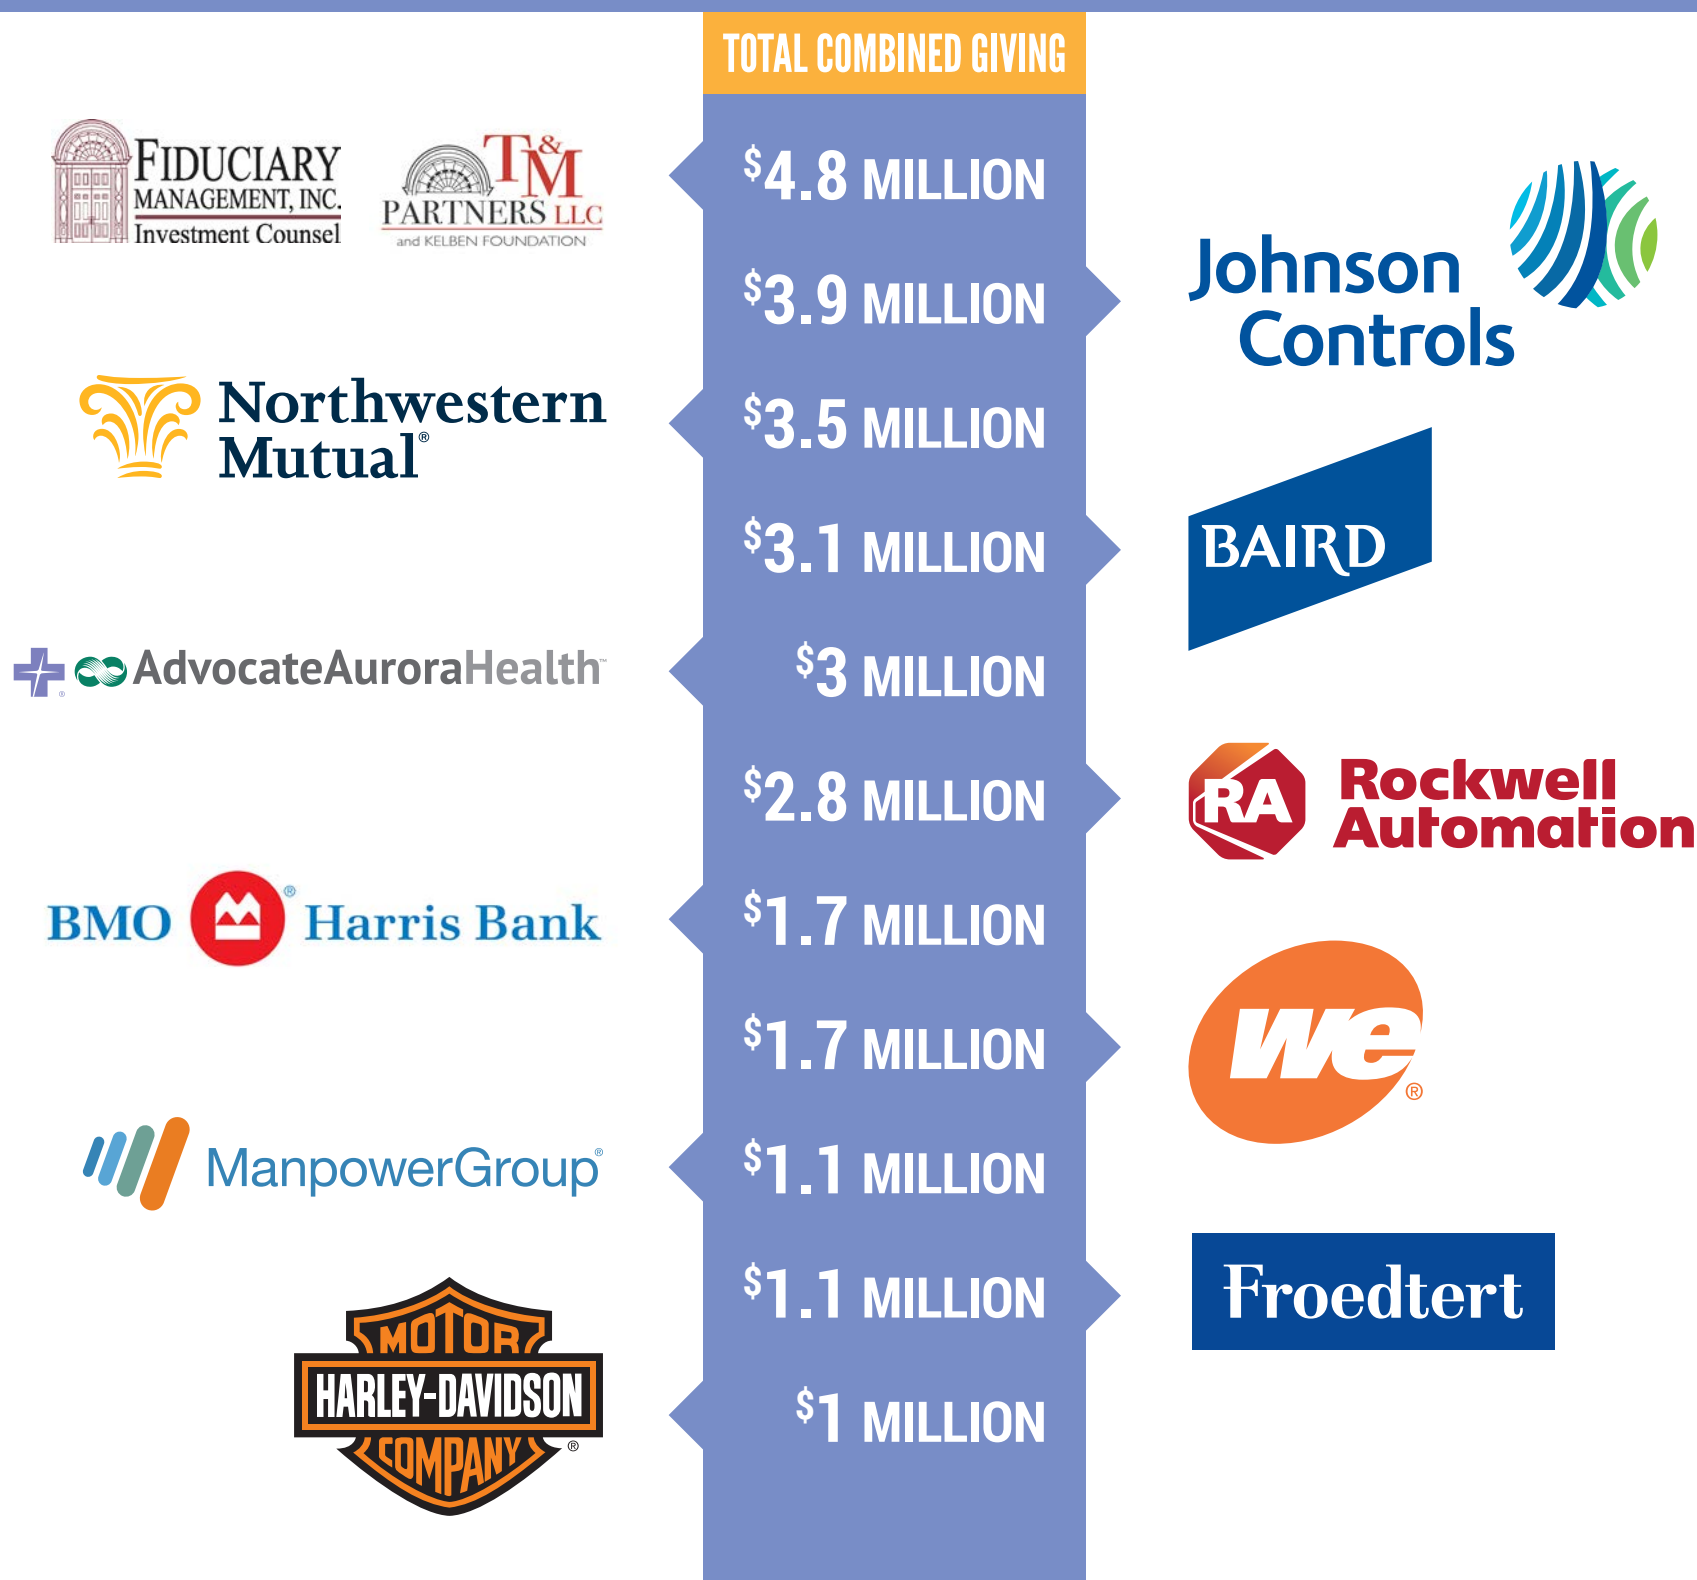 TOTAL COMBINED GIVING
FIDUCIARY
MANAGEMENT, INC.
Investment Counsel
T&M
PARTNERS LLC
and KELBEN FOUNDATION
$4.8 MILLION
Johnson
Controls
$3.9 MILLION
Northwestern
Mutual®
$3.5 MILLION
BAIRD
$3.1 MILLION
® AdvocateAuroraHealth™
$3 MILLION
RA
Rockwell
Automation
$2.8 MILLION
BMO ® Harris Bank
$1.7 MILLION
we®
$1.7 MILLION
ManpowerGroup®
$1.1 MILLION
Froedtert
$1.1 MILLION
MOTOR
HARLEY-DAVIDSON
COMPANY ®
$1 MILLION